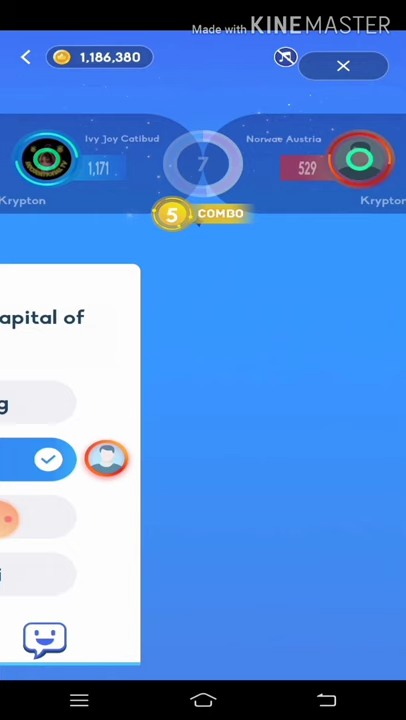 Made with KINEMASTER
1,186,380
Ivy Joy Catibud
7
Norwae Austria
1,171
529
Krypton
Krypton
5 COMBO
apital of
g
i